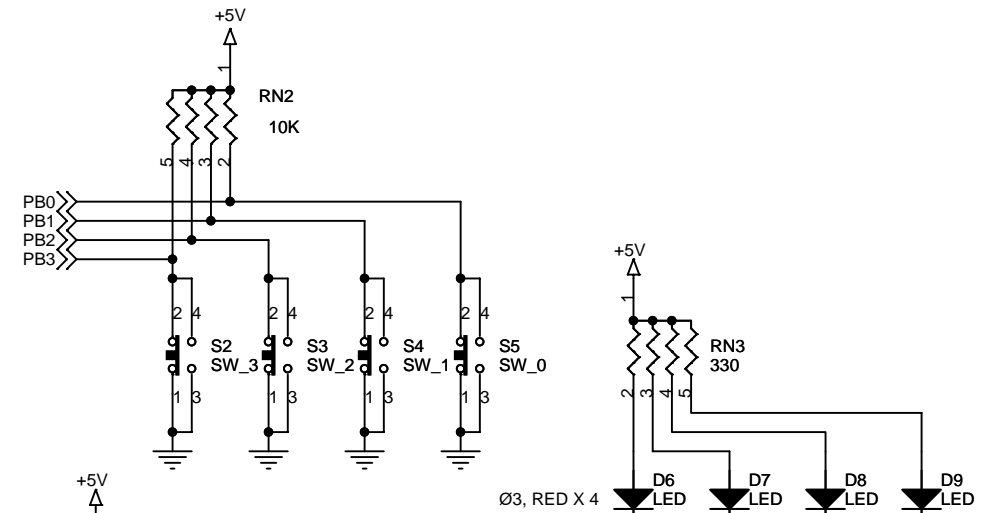 +5V
1
RN2
10K
5 4 3 2
PB0
PB1
PB2
PB3
2 4 2 4 2 4 2 4
S2 S3 S4 S5
SW_3 SW_2 SW_1 SW_0
1 3 1 3 1 3 1 3
+5V
1
RN3
330
2 3 4 5
+5V
D6 D7 D8 D9
Ø3, RED X 4 LED LED LED LED